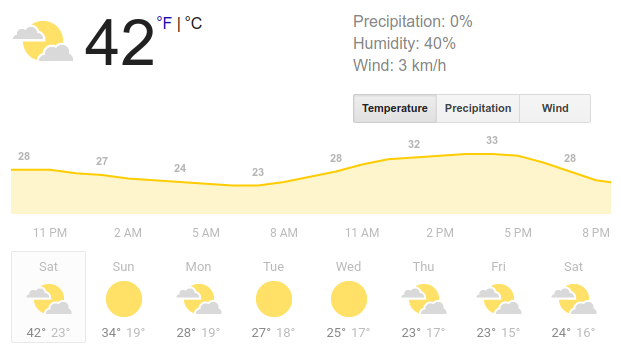 42 °F | °C
Precipitation: 0%
Humidity: 40%
Wind: 3 km/h
Temperature Precipitation Wind
28 27 24 23 28 32 33 28
11 PM 2 AM 5 AM 8 AM 11 AM 2 PM 5 PM 8 PM
Sat Sun Mon Tue Wed Thu Fri Sat
42° 23° 34° 19° 28° 19° 27° 18° 25° 17° 23° 17° 23° 15° 24° 16°